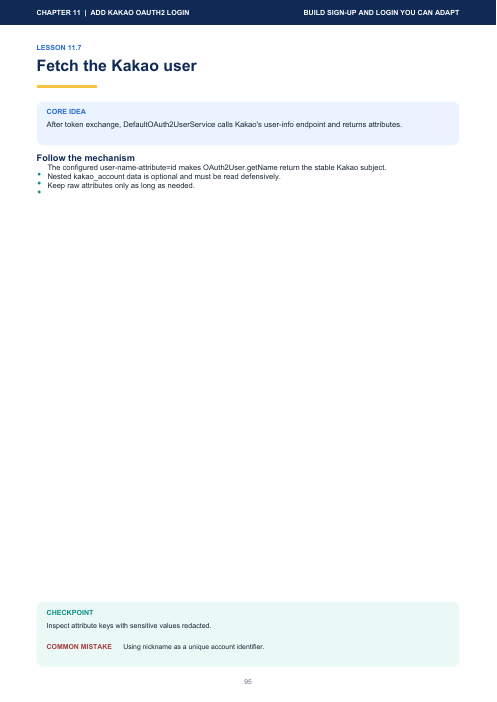 CHAPTER 11 | ADD KAKAO OAUTH2 LOGIN
BUILD SIGN-UP AND LOGIN YOU CAN ADAPT
LESSON 11.7
Fetch the Kakao user
CORE IDEA
After token exchange, DefaultOAuth2UserService calls Kakao's user-info endpoint and returns attributes.
Follow the mechanism
The configured user-name-attribute=id makes OAuth2User.getName return the stable Kakao subject.
Nested kakao_account data is optional and must be read defensively.
Keep raw attributes only as long as needed.
CHECKPOINT
Inspect attribute keys with sensitive values redacted.
COMMON MISTAKE Using nickname as a unique account identifier.
95